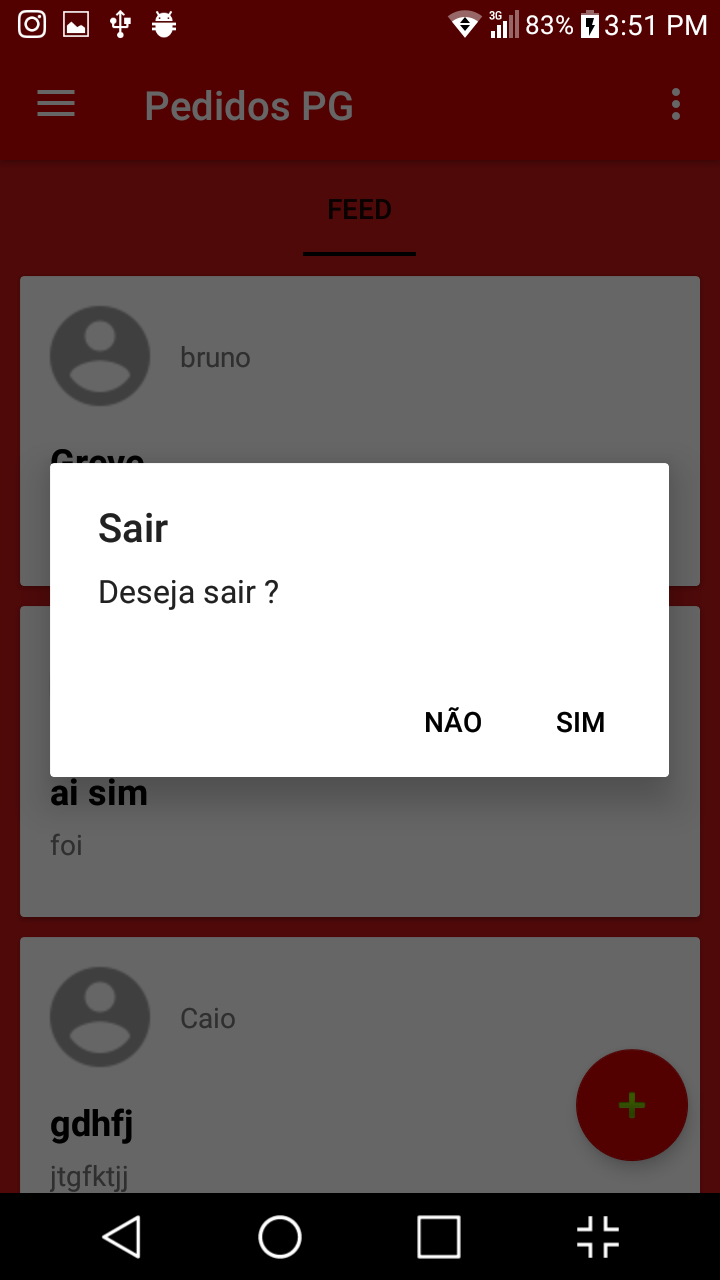 3G 83% 3:51 PM
Pedidos PG
FEED
bruno
Sair
Deseja sair ?
NÃO SIM
ai sim
foi
Caio
gdhfj
+
jtgfktjj